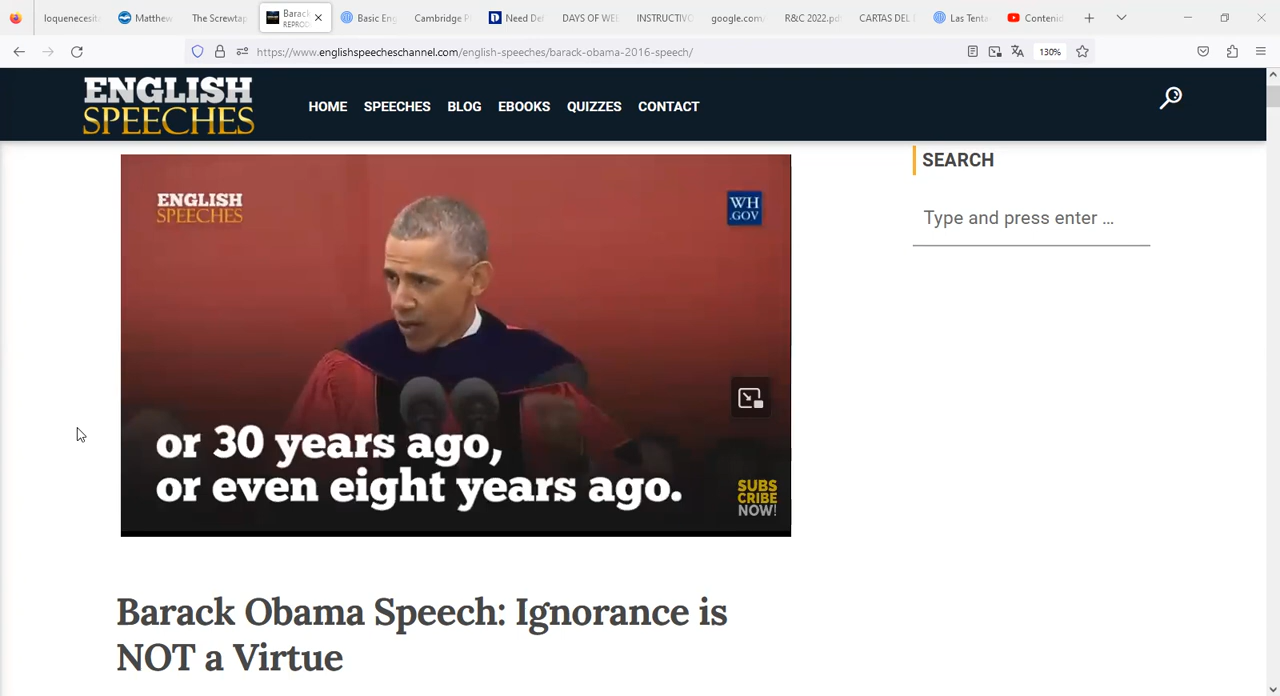 loquenecesit
Matthew
The Screwtap
Barac
REPROD
Basic Eng
Cambridge P
Need De
DAYS OF WE
INSTRUCTIVO
google.com/
R&C 2022.pd
CARTAS DEL
Las Tenta
Contenid
https://www.englishspeecheschannel.com/english-speeches/barack-obama-2016-speech/
130%
ENGLISH
SPEECHES
HOME
SPEECHES
BLOG
EBOOKS
QUIZZES
CONTACT
ENGLISH
SPEECHES
WH
.GOV
or 30 years ago,
or even eight years ago.
SUBS
CRIBE
NOW!
SEARCH
Type and press enter ...
Barack Obama Speech: Ignorance is
NOT a Virtue